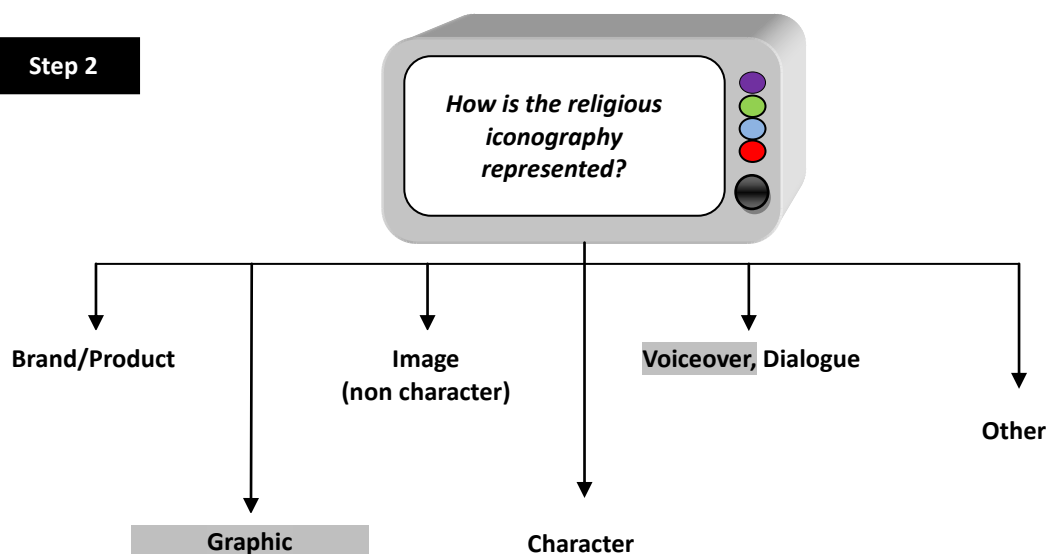 Step 2
How is the religious
iconography
represented?
Brand/Product
Image
(non character)
Voiceover, Dialogue
Other
Graphic
Character